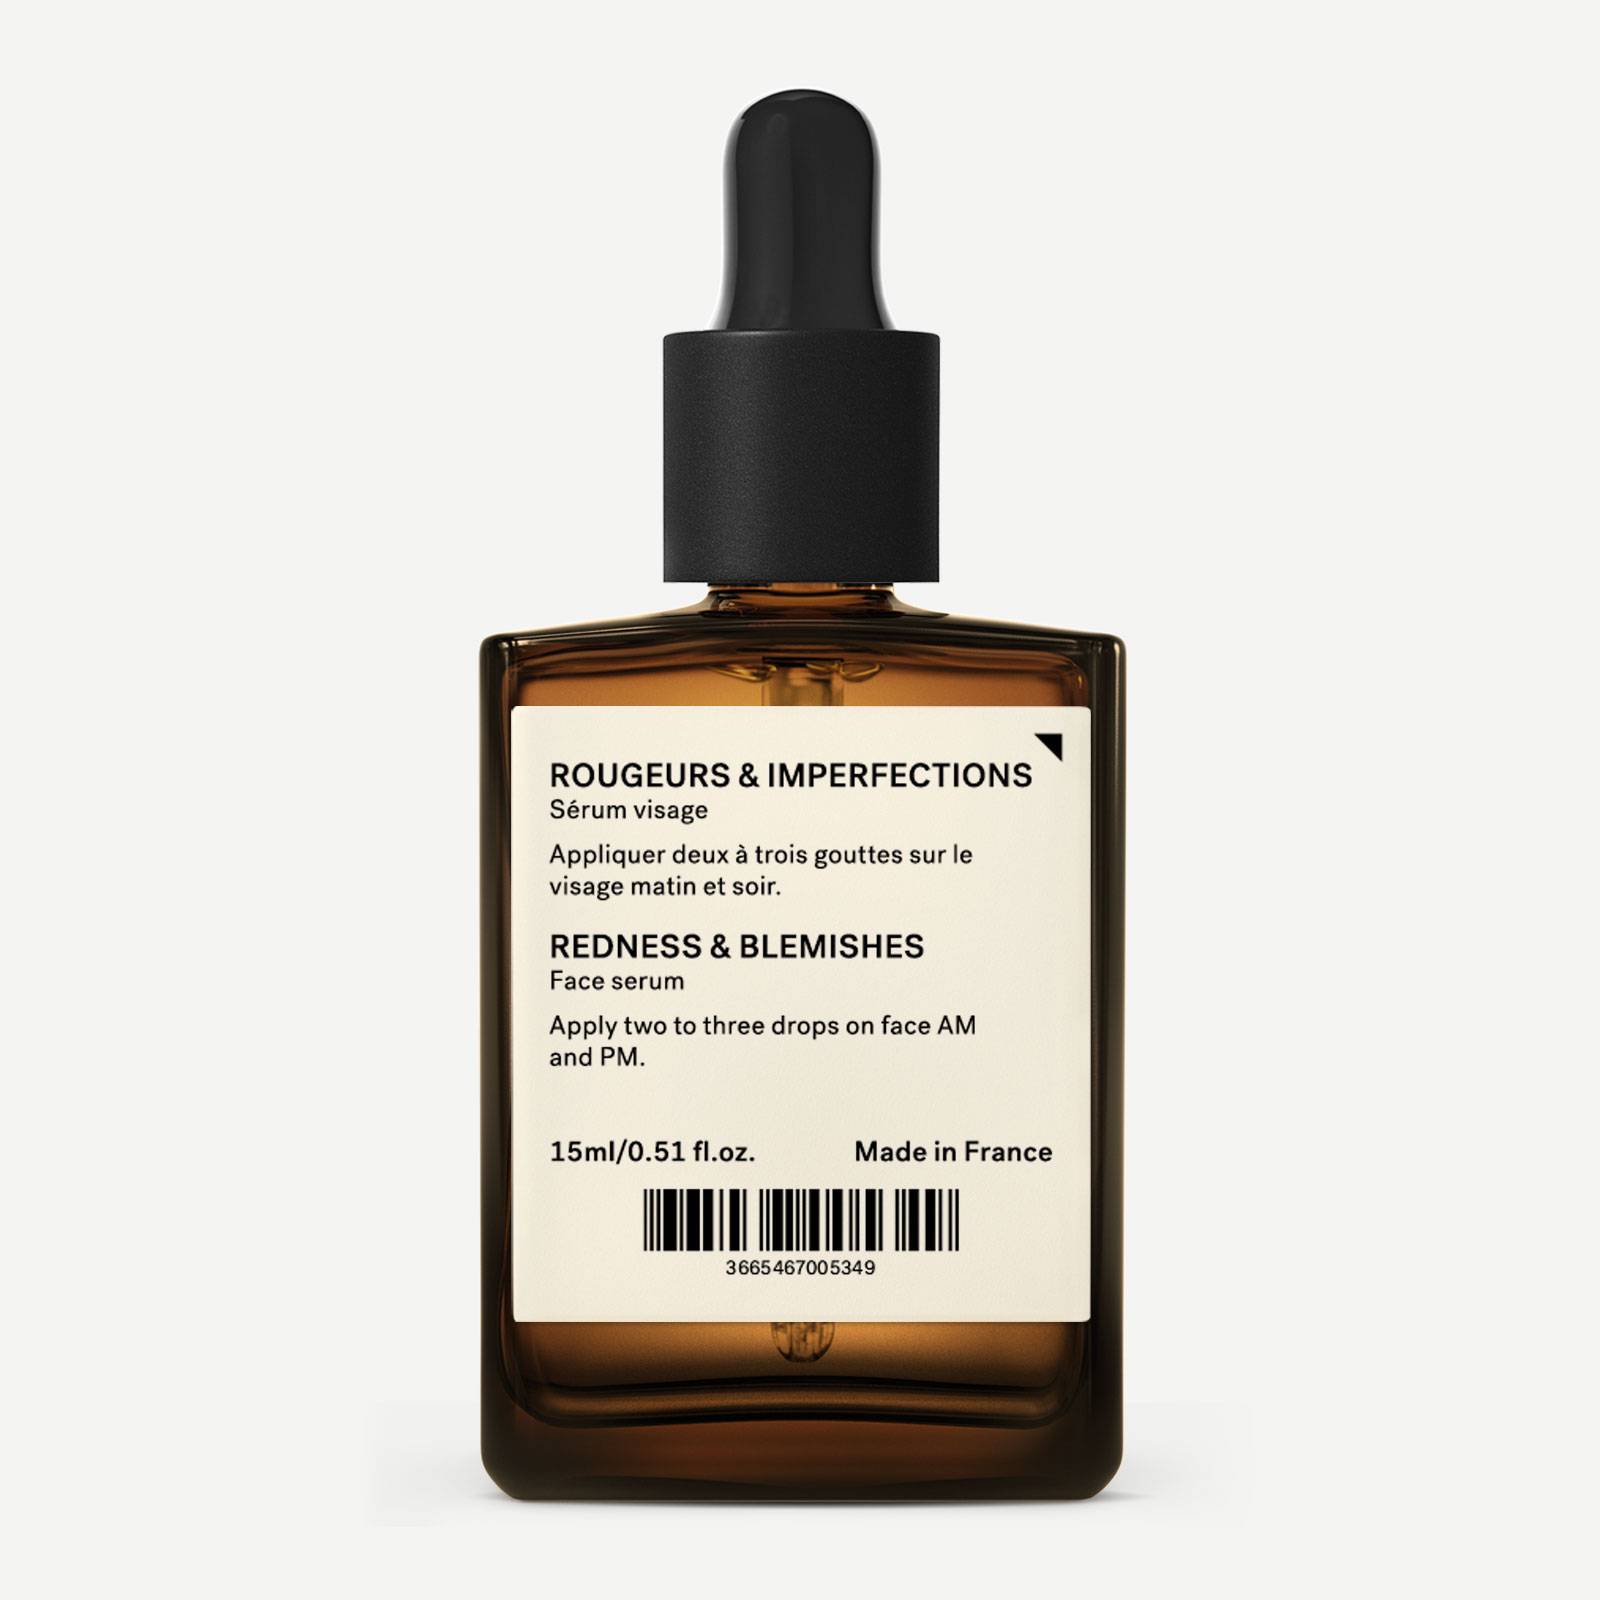 ROUGEURS & IMPERFECTIONS
Sérum visage
Appliquer deux à trois gouttes sur le
visage matin et soir.
REDNESS & BLEMISHES
Face serum
Apply two to three drops on face AM
and PM.
15ml/0.51 fl.oz. Made in France
3665467005349